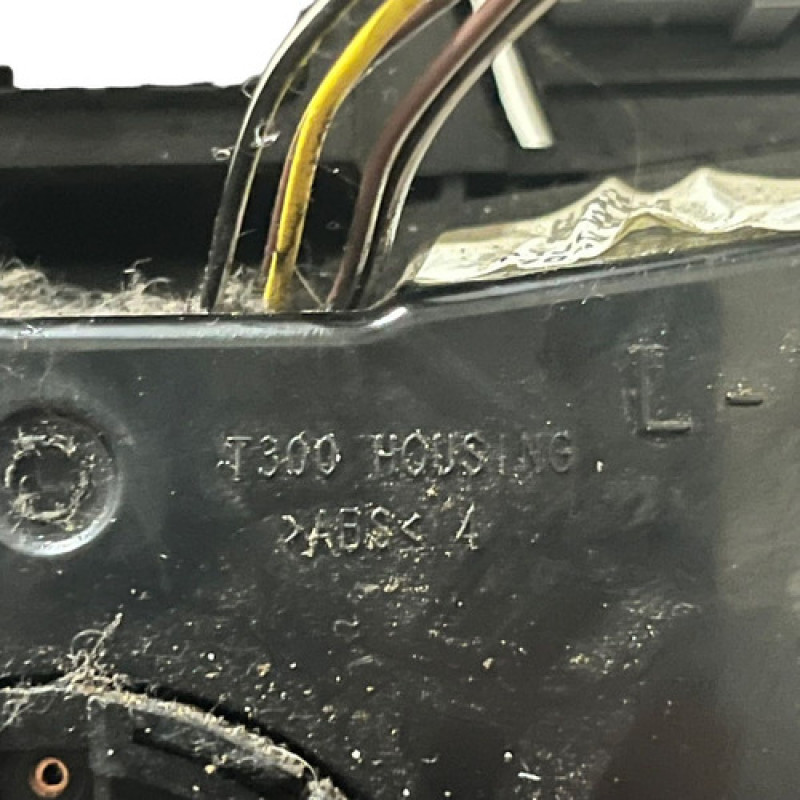 L -
T300 HOUSING
>ABS< 4